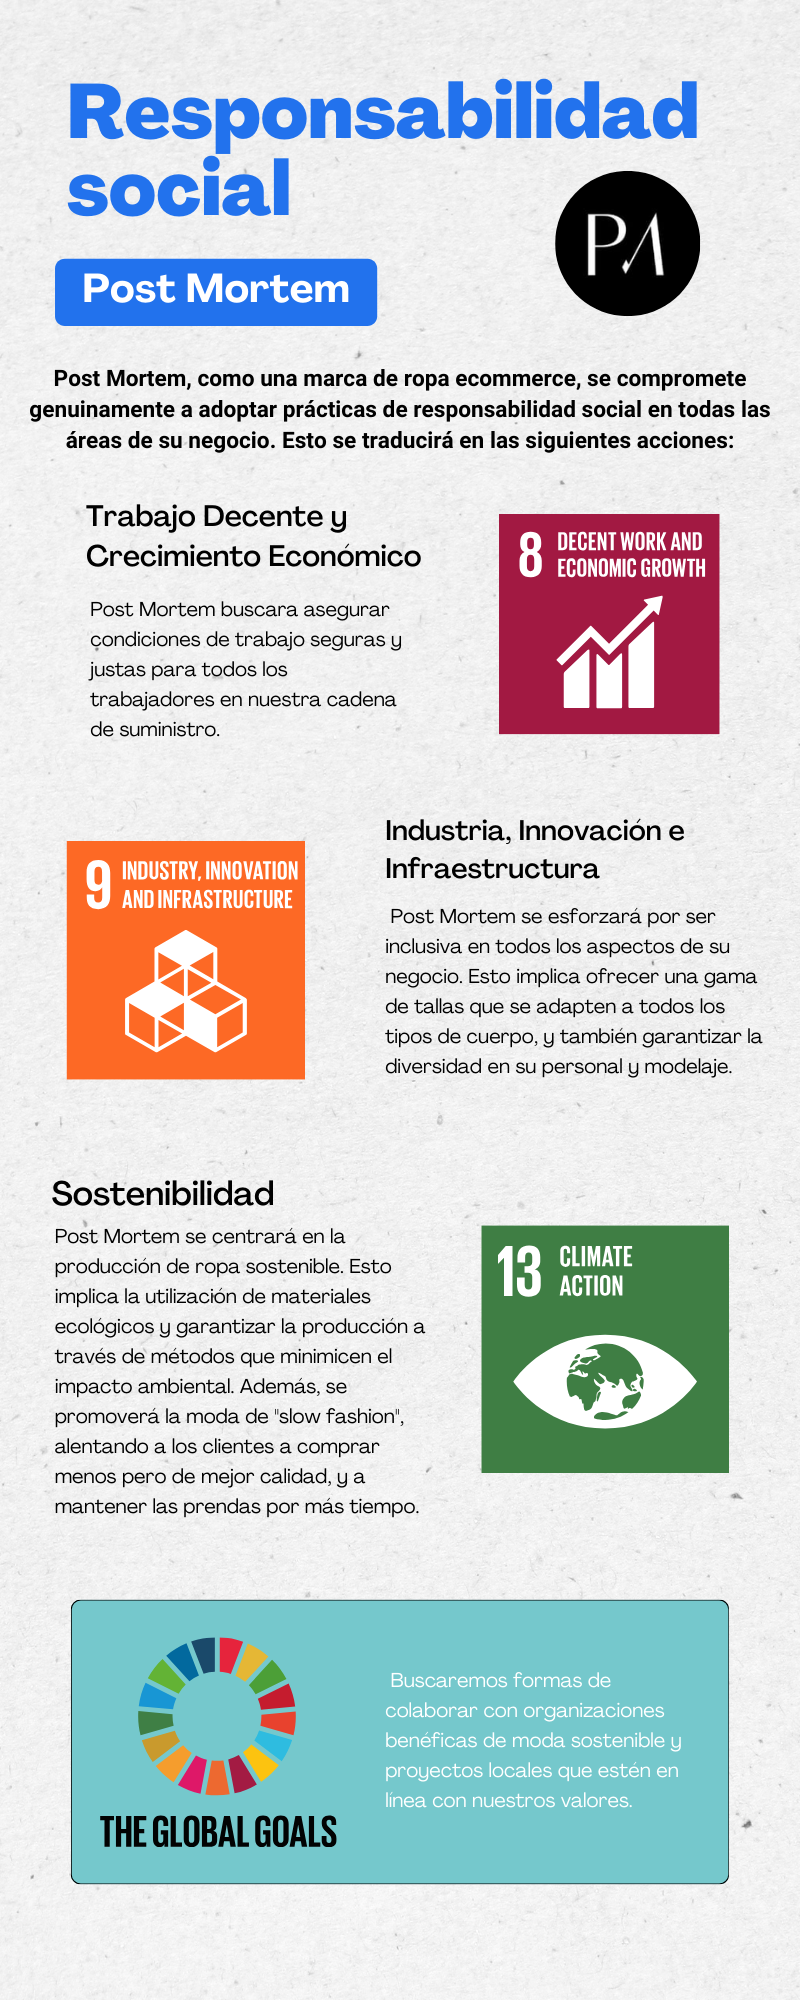 Responsabilidad
social
PA
Post Mortem
Post Mortem, como una marca de ropa ecommerce, se compromete
genuinamente a adoptar prácticas de responsabilidad social en todas las
áreas de su negocio. Esto se traducirá en las siguientes acciones:
Trabajo Decente y
Crecimiento Económico
Post Mortem buscara asegurar
condiciones de trabajo seguras y
justas para todos los
trabajadores en nuestra cadena
de suministro.
8 DECENT WORK AND
ECONOMIC GROWTH
9 INDUSTRY, INNOVATION
AND INFRASTRUCTURE
Industria, Innovación e
Infraestructura
Post Mortem se esforzará por ser
inclusiva en todos los aspectos de su
negocio. Esto implica ofrecer una gama
de tallas que se adapten a todos los
tipos de cuerpo, y también garantizar la
diversidad en su personal y modelaje.
Sostenibilidad
Post Mortem se centrará en la
producción de ropa sostenible. Esto
implica la utilización de materiales
ecológicos y garantizar la producción a
través de métodos que minimicen el
impacto ambiental. Además, se
promoverá la moda de "slow fashion",
alentando a los clientes a comprar
menos pero de mejor calidad, y a
mantener las prendas por más tiempo.
13 CLIMATE
ACTION
THE GLOBAL GOALS
Buscaremos formas de
colaborar con organizaciones
benéficas de moda sostenible y
proyectos locales que estén en
línea con nuestros valores.